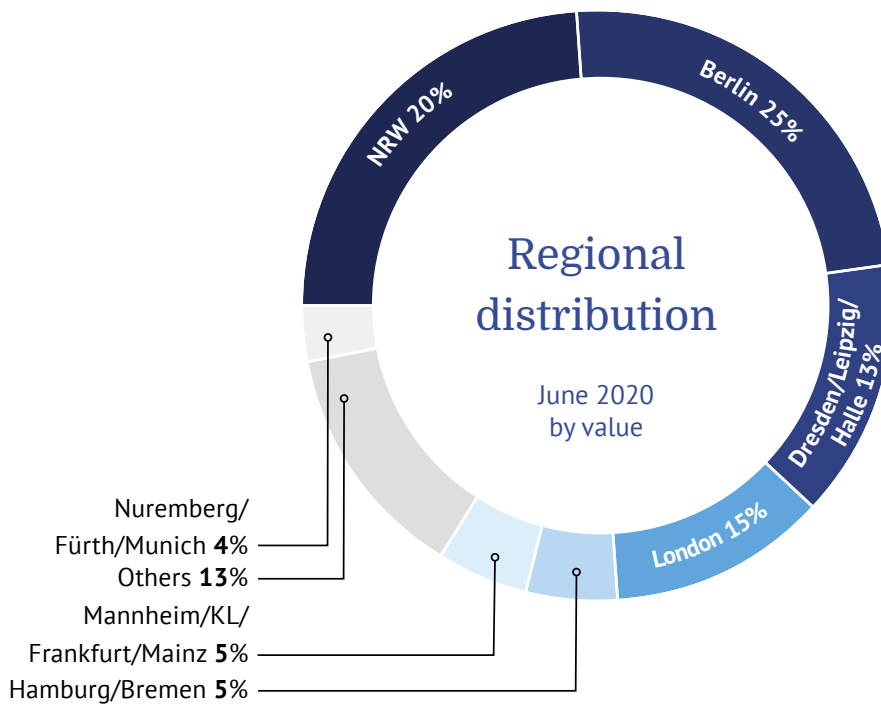 NRW 20%
Berlin 25%
Regional
distribution
June 2020
by value
Dresden/Leipzig/
Halle 13%
London 15%
Nuremberg/
Fürth/Munich 4%
Others 13%
Mannheim/KL/
Frankfurt/Mainz 5%
Hamburg/Bremen 5%